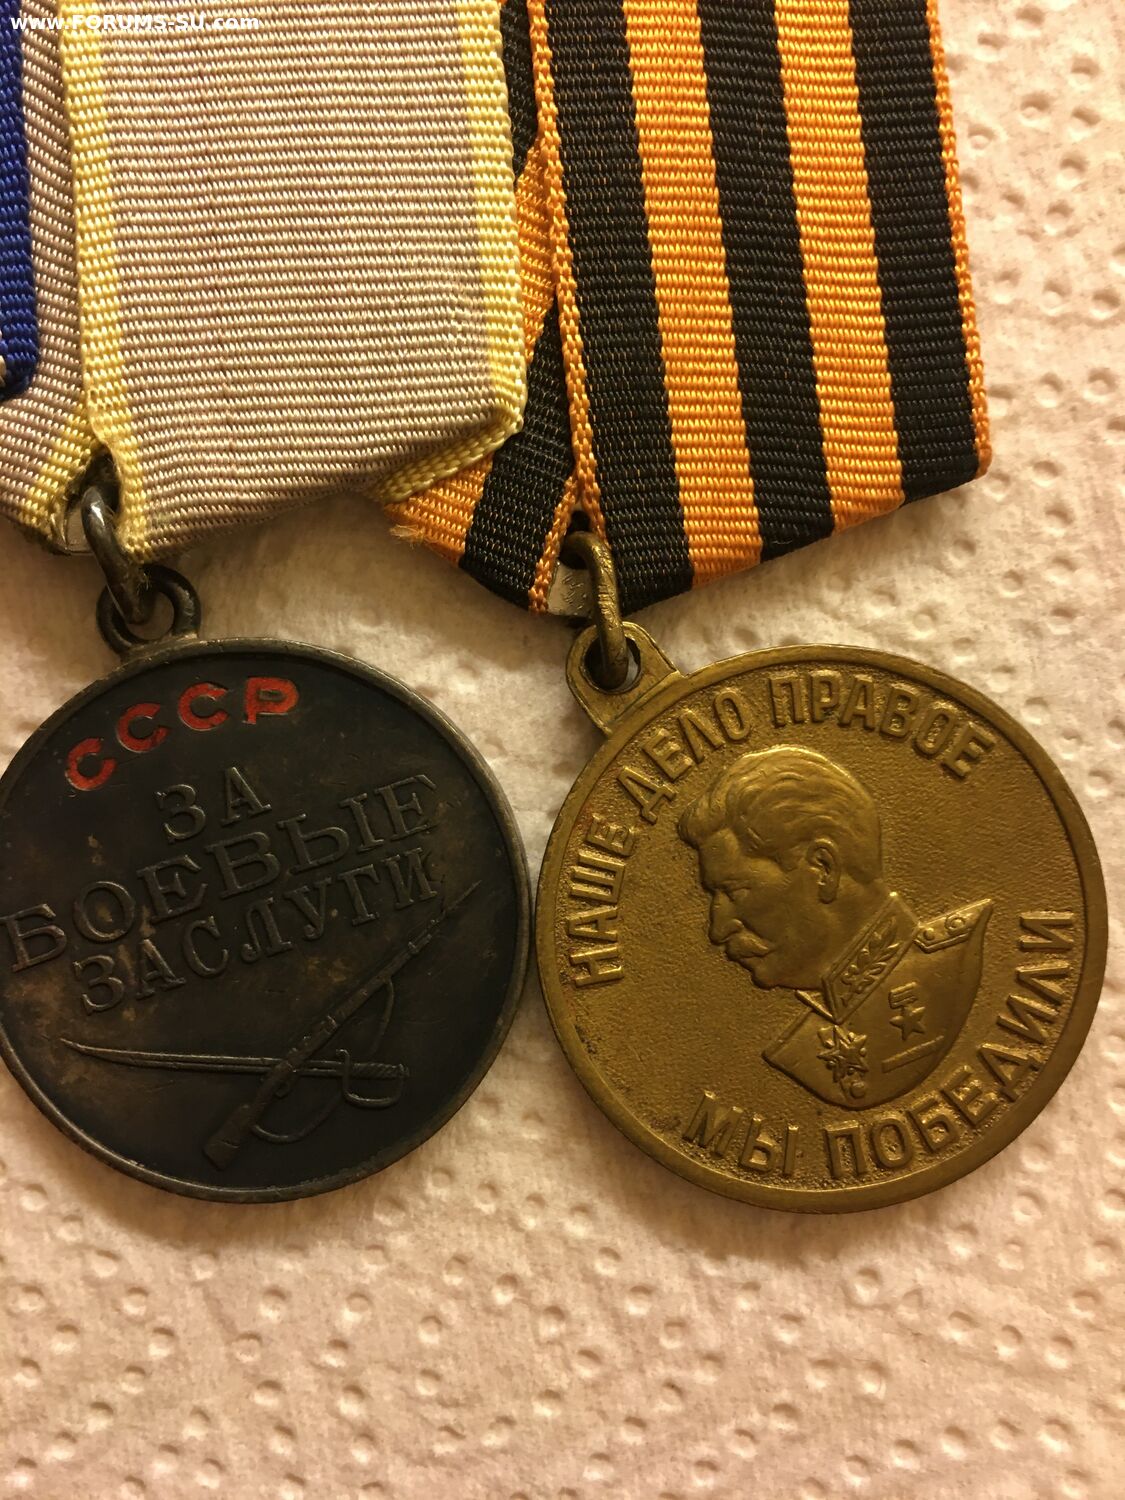 www.FORUMS-SU.com
СССР
ЗА
БОЕВЫЕ
ЗАСЛУГИ
НАШЕ ДЕЛО ПРАВОЕ
МЫ ПОБЕДИЛИ